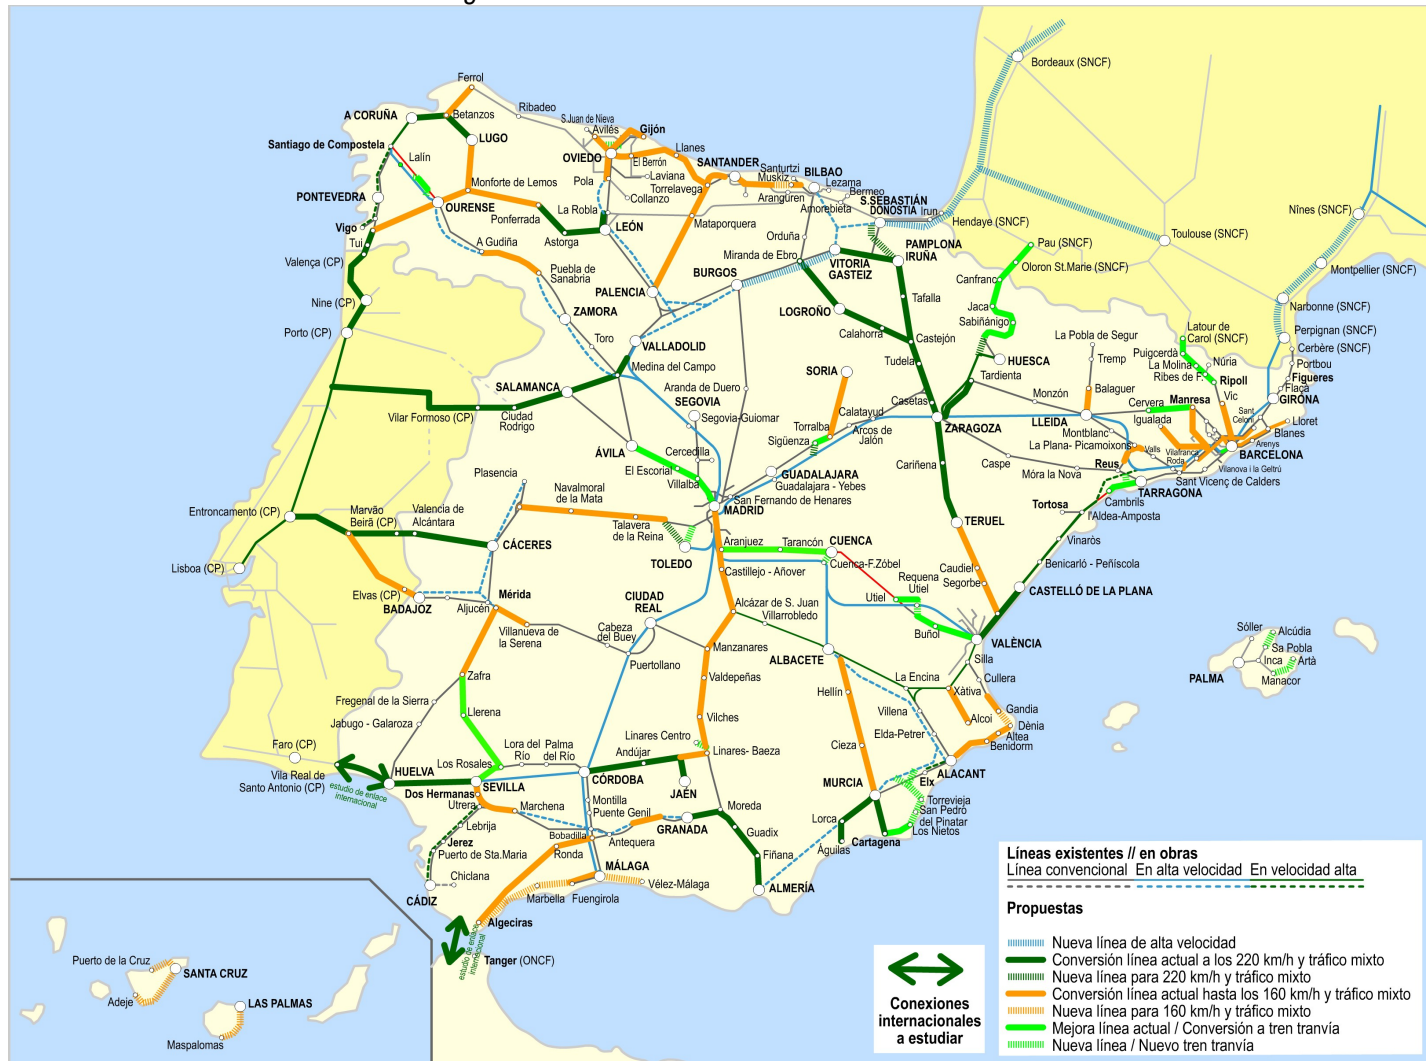 g
Ferrol
Ribadeo
Bordeaux (SNCF)
A CORUÑA
Betanzos
S.Juan de Nieva
Avilés
Gijón
Santiago de Compostela
LUGO
Lalín
OVIEDO
El Berrón
Llanes
SANTANDER
Santurtzi
BILBAO
Muskiz
Lezama
Bermeo
Laviana
Pola
Torrelavega
Collanzo
Aranguren
Amorebieta
S.SEBASTIÁN
DONOSTIA
Irun
Hendaye (SNCF)
Nînes (SNCF)
Monforte de Lemos
PONTEVEDRA
OURENSE
Ponferrada
La Robla
Astorga
LEÓN
Mataporquera
Orduña
Vigo
Tui
Valença (CP)
A Gudiña
Puebla de
Sanabria
Miranda de Ebro
VITORIA
GASTEIZ
PAMPLONA
IRUÑA
Pau (SNCF)
Oloron St.Marie (SNCF)
Toulouse (SNCF)
Montpellier (SNCF)
BURGOS
PALENCIA
Canfranc
Jaca
Sabiñánigo
Nine (CP)
Porto (CP)
ZAMORA
Toro
LOGROÑO
Tafalla
Calahorra
Castejón
Narbonne (SNCF)
Perpignan (SNCF)
Cerbère (SNCF)
Portbou
Figueres
Flaçà
GIRONA
Latour de
Carol (SNCF)
Puigcerdà
La Molina
Ribes de F.
Núria
Ripoll
La Pobla de Segur
Tremp
VALLADOLID
Medina del Campo
Tudela
HUESCA
Tardienta
SORIA
SALAMANCA
Aranda de Duero
SEGOVIA
Segovia-Guiomar
Monzón
Balaguer
Cervera
Manresa
Vic
Sant
Celoni
Lloret
Blanes
Arenys
BARCELONA
Vilar Formoso (CP)
Ciudad
Rodrigo
Casetas
Calatayud
Torralba
Arcos de
Jalón
Sigüenza
ZARAGOZA
LLEIDA
Igualada
Montblanc
La Plana- Picamoixons
Valls
Vilafranca
Roda
Vilanova i la Geltrú
Sant Vicenç de Calders
Reus
TARRAGONA
Cambrils
l'Aldea-Amposta
Tortosa
ÁVILA
Cercedilla
El Escorial
Villalba
GUADALAJARA
Guadalajara - Yebes
San Fernando de Henares
MADRID
Cariñena
Caspe
Móra la Nova
Plasencia
Navalmoral
de la Mata
Talavera
de la Reina
TOLEDO
Entroncamento (CP)
Marvão
Beirã (CP)
Valencia de
Alcántara
CÁCERES
Aranjuez
Tarancón
CUENCA
Cuenca-F.Zóbel
TERUEL
Vinaròs
Benicarló - Peñíscola
Lisboa (CP)
Elvas (CP)
BADAJOZ
Aljucén
Mérida
Castillejo - Añover
Requena
Utiel
Utiel
Caudiel
Segorbe
CASTELLÓ DE LA PLANA
Villanueva de
la Serena
CIUDAD
REAL
Cabeza
del Buey
Alcázar de S. Juan
Villarrobledo
Buñol
VALÈNCIA
Silla
Cullera
Sóller
Alcúdia
Sa Pobla
Artà
Inca
PALMA
Manacor
Puertollano
Manzanares
ALBACETE
Zafra
Valdepeñas
Hellín
La Encina
Xàtiva
Fregenal de la Sierra
Jabugo - Galaroza
Llerena
Vilches
Villena
Alcoi
Gandia
Dènia
Altea
Benidorm
Linares Centro
Linares- Baeza
Cieza
Elda-Petrer
Faro (CP)
Vila Real de
Santo Antonio (CP)
Los Rosales
Lora del
Río
Palma
del Río
Andújar
HUELVA
estudio de enlace
internacional
SEVILLA
CÓRDOBA
JAÉN
MURCIA
Elx
ALACANT
Dos Hermanas
Utrera
Marchena
Montilla
Puente Genil
Moreda
Torrevieja
San Pedro
del Pinatar
Los Nietos
Lorca
Cartagena
Águilas
Lebrija
Jerez
Puerto de Sta.Maria
Bobadilla
GRANADA
Guadix
Antequera
Ronda
Fiñana
Chiclana
CÁDIZ
MÁLAGA
Vélez-Málaga
ALMERÍA
Marbella
Fuengirola
Algeciras
estudio de enlace
internacional
Tanger (ONCF)
Puerto de la Cruz
SANTA CRUZ
Adeje
LAS PALMAS
Maspalomas
Conexiones
internacionales
a estudiar
Líneas existentes // en obras
Línea convencional En alta velocidad En velocidad alta
Propuestas
Nueva línea de alta velocidad
Conversión línea actual a los 220 km/h y tráfico mixto
Nueva línea para 220 km/h y tráfico mixto
Conversión línea actual hasta los 160 km/h y tráfico mixto
Nueva línea para 160 km/h y tráfico mixto
Mejora línea actual / Conversión a tren tranvía
Nueva línea / Nuevo tren tranvía